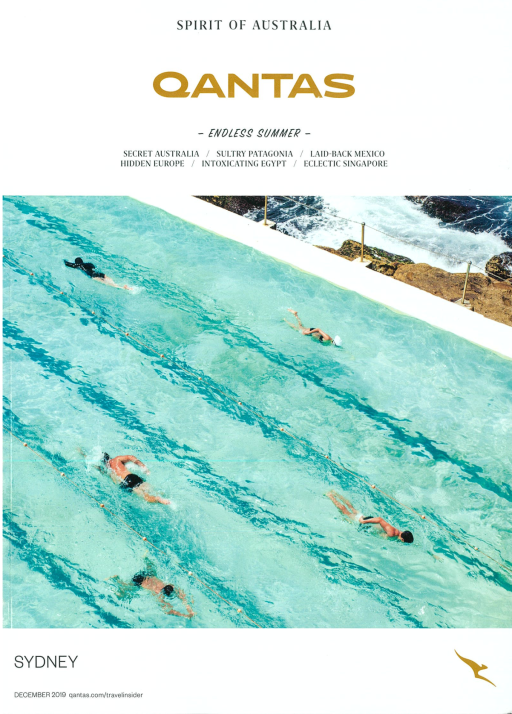 SPIRIT OF AUSTRALIA
QANTAS
– ENDLESS SUMMER –
SECRET AUSTRALIA / SULTRY PATAGONIA / LAID-BACK MEXICO
HIDDEN EUROPE / INTOXICATING EGYPT / ECLECTIC SINGAPORE
SYDNEY
DECEMBER 2019 qantas.com/travelinsider